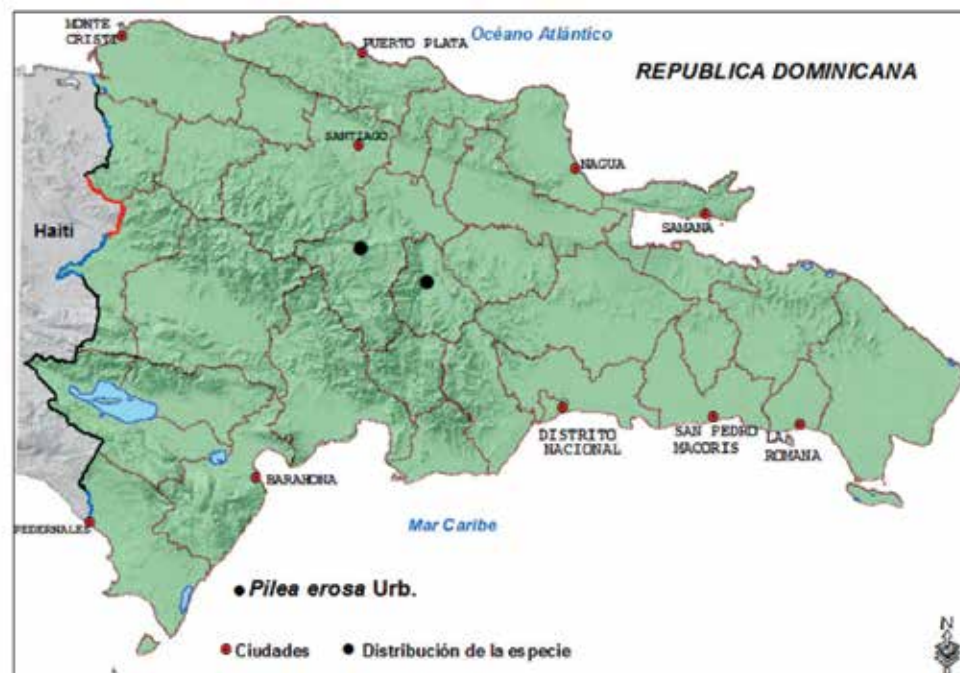 MONTE
CRISTI
PUERTO PLATA
Océano Atlántico
REPUBLICA DOMINICANA
SANTIAGO
NAGUA
SAMANA
Haiti
DISTRITO
NACIONAL
SAN PEDRO
MACORIS
LA
ROMANA
BARAHONA
PEDERNALES
Mar Caribe
Pilea erosa Urb.
Ciudades
Distribución de la especie
N